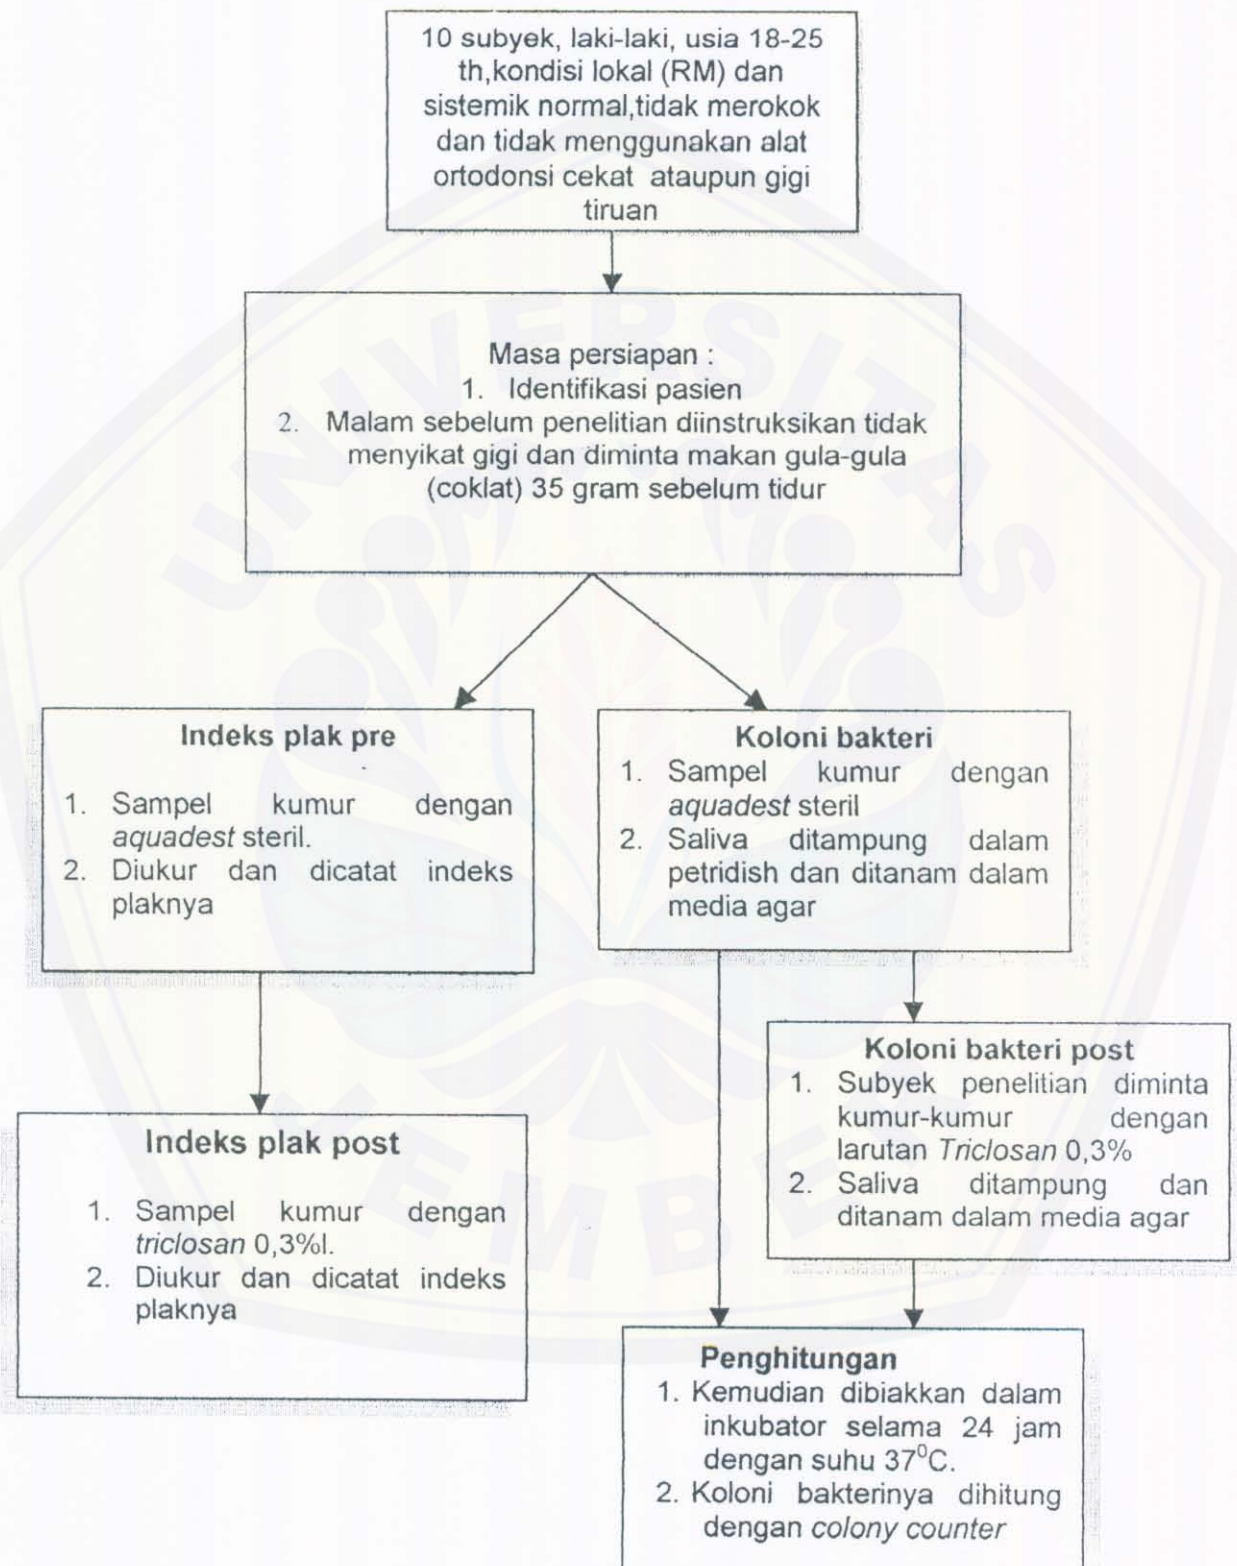 10 subyek, laki-laki, usia 18-25
th,kondisi lokal (RM) dan
sistemik normal,tidak merokok
dan tidak menggunakan alat
ortodonsi cekat ataupun gigi
tiruan
Masa persiapan :
1. Identifikasi pasien
2. Malam sebelum penelitian diinstruksikan tidak
menyikat gigi dan diminta makan gula-gula
(coklat) 35 gram sebelum tidur
Indeks plak pre
1. Sampel kumur dengan
aquadest steril.
2. Diukur dan dicatat indeks
plaknya
Koloni bakteri
1. Sampel kumur dengan
aquadest steril
2. Saliva ditampung dalam
petridish dan ditanam dalam
media agar
Indeks plak post
1. Sampel kumur dengan
triclosan 0,3%l.
2. Diukur dan dicatat indeks
plaknya
Koloni bakteri post
1. Subyek penelitian diminta
kumur-kumur dengan
larutan Triclosan 0,3%
2. Saliva ditampung dan
ditanam dalam media agar
Penghitungan
1. Kemudian dibiakkan dalam
inkubator selama 24 jam
dengan suhu 37⁰C.
2. Koloni bakterinya dihitung
dengan colony counter
UNIVERSITAS
JEMBER